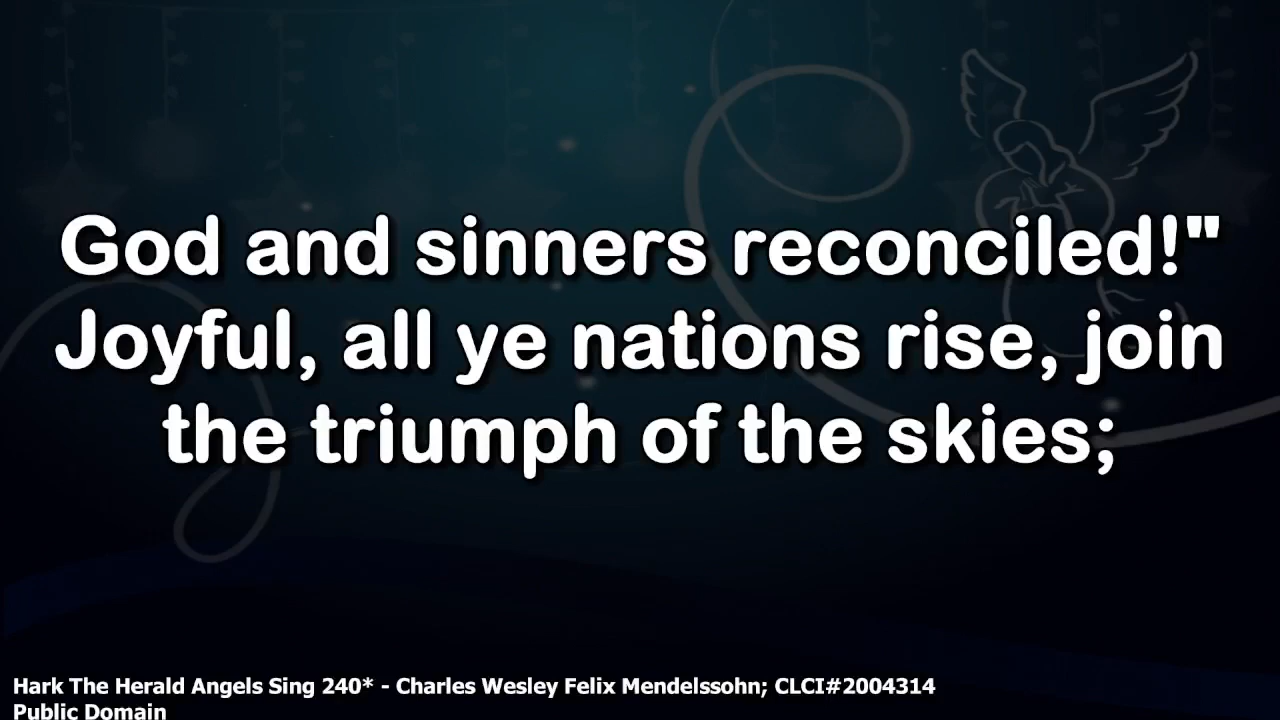 God and sinners reconciled!"
Joyful, all ye nations rise, join
the triumph of the skies;
Hark The Herald Angels Sing 240* - Charles Wesley Felix Mendelssohn; CLCI#2004314
Public Domain